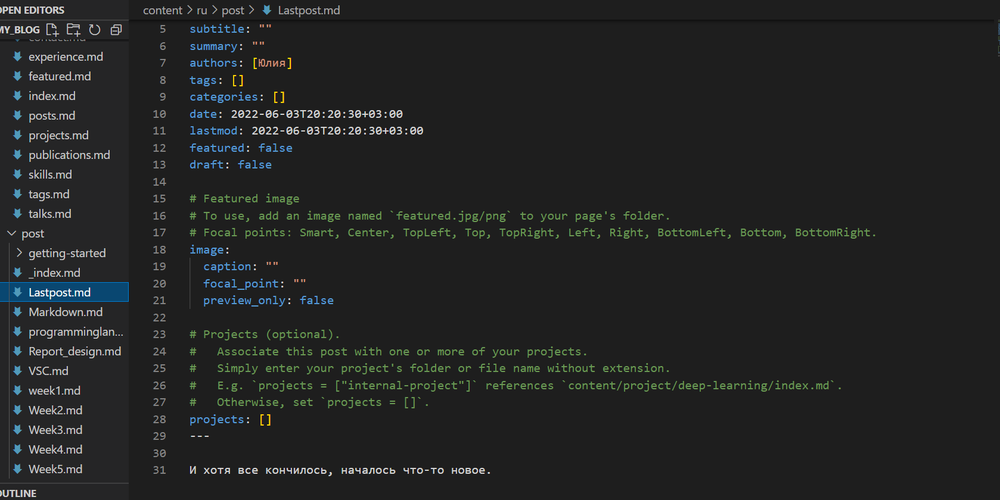 OPEN EDITORS
MY_BLOG
contact.md
experience.md
featured.md
index.md
posts.md
projects.md
publications.md
skills.md
tags.md
talks.md
post
getting-started
_index.md
Lastpost.md
Markdown.md
programminglan...
Report_design.md
VSC.md
week1.md
Week2.md
Week3.md
Week4.md
Week5.md
OUTLINE
content > ru > post > Lastpost.md
5 subtitle: ""
6 summary: ""
7 authors: [Юлия]
8 tags: []
9 categories: []
10 date: 2022-06-03T20:20:30+03:00
11 lastmod: 2022-06-03T20:20:30+03:00
12 featured: false
13 draft: false
14
15 # Featured image
16 # To use, add an image named `featured.jpg/png` to your page's folder.
17 # Focal points: Smart, Center, TopLeft, Top, TopRight, Left, Right, BottomLeft, Bottom, BottomRight.
18 image:
19   caption: ""
20   focal_point: ""
21   preview_only: false
22
23 # Projects (optional).
24 #   Associate this post with one or more of your projects.
25 #   Simply enter your project's folder or file name without extension.
26 #   E.g. `projects = ["internal-project"]` references `content/project/deep-learning/index.md`.
27 #   Otherwise, set `projects = []`.
28 projects: []
29 ---
30
31 И хотя все кончилось, началось что-то новое.